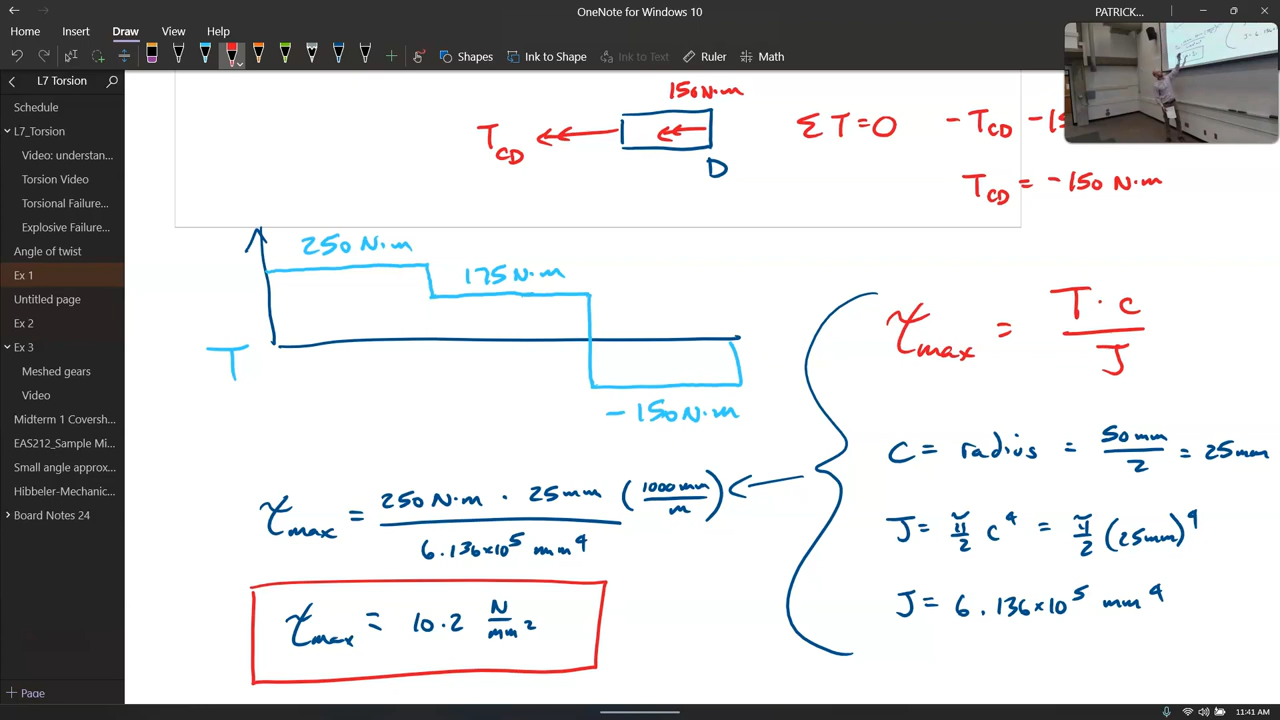 OneNote for Windows 10
PATRICK...
Home Insert Draw View Help
Shapes Ink to Shape Ink to Text Ruler Math
L7 Torsion
Schedule
L7_Torsion
Video: understan...
Torsion Video
Torsional Failure...
Explosive Failure...
Angle of twist
Ex 1
Untitled page
Ex 2
Ex 3
Meshed gears
Video
Midterm 1 Coversh...
EAS212_Sample Mi...
Small angle approx...
Hibbeler-Mechanic...
Board Notes 24
+ Page
150 N·m
T_CD
D
ΣT=0 -T_CD -15
T_CD = -150 N·m
250 N·m
175 N·m
T
-150 N·m
τ_max = T·c / J
c = radius = 50mm / 2 = 25mm
J = π/2 c^4 = π/2 (25mm)^4
J = 6.136×10^5 mm^4
τ_max = 250 N·m · 25mm / 6.136×10^5 mm^4 (1000mm / m)
τ_max = 10.2 N / mm^2
11:41 AM